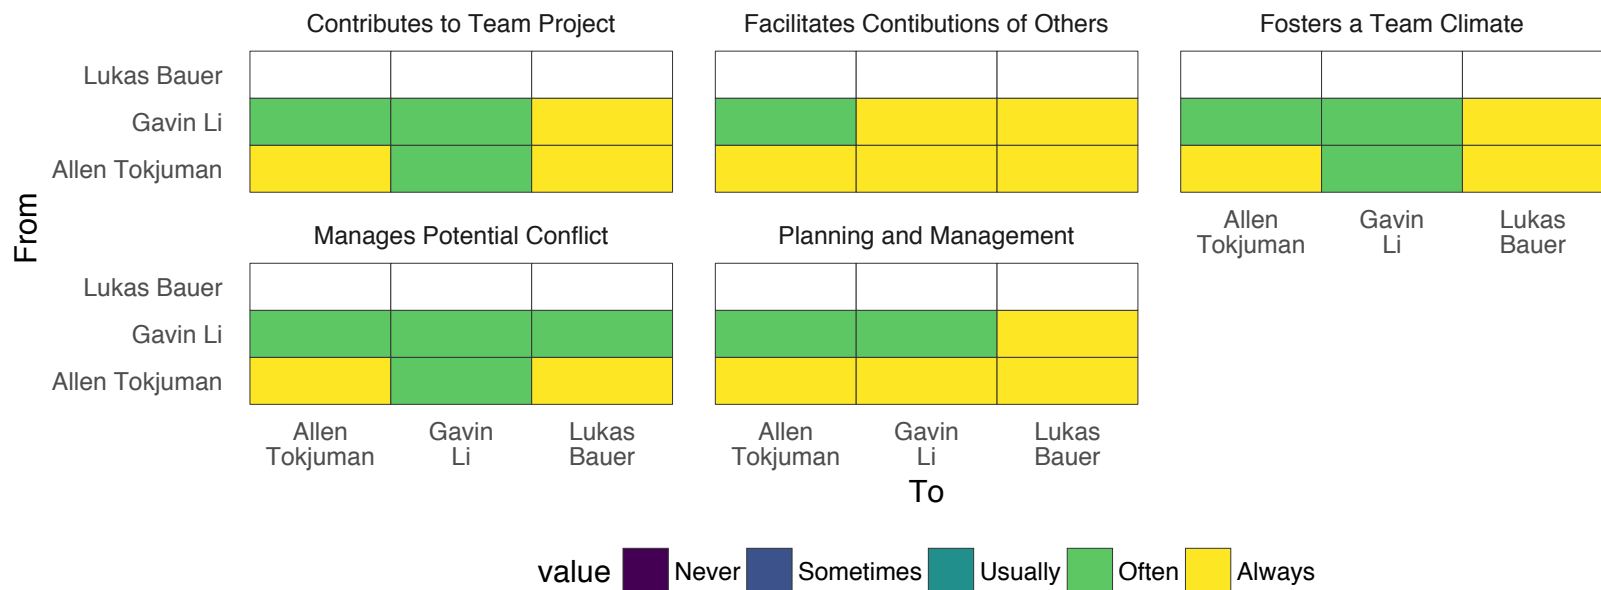 Contributes to Team Project
Facilitates Contibutions of Others
Fosters a Team Climate
Lukas Bauer
Gavin Li
Allen Tokjuman
Allen
Tokjuman
Gavin
Li
Lukas
Bauer
From
Manages Potential Conflict
Planning and Management
Lukas Bauer
Gavin Li
Allen Tokjuman
Allen
Tokjuman
Gavin
Li
Lukas
Bauer
Allen
Tokjuman
Gavin
Li
Lukas
Bauer
To
value Never Sometimes Usually Often Always